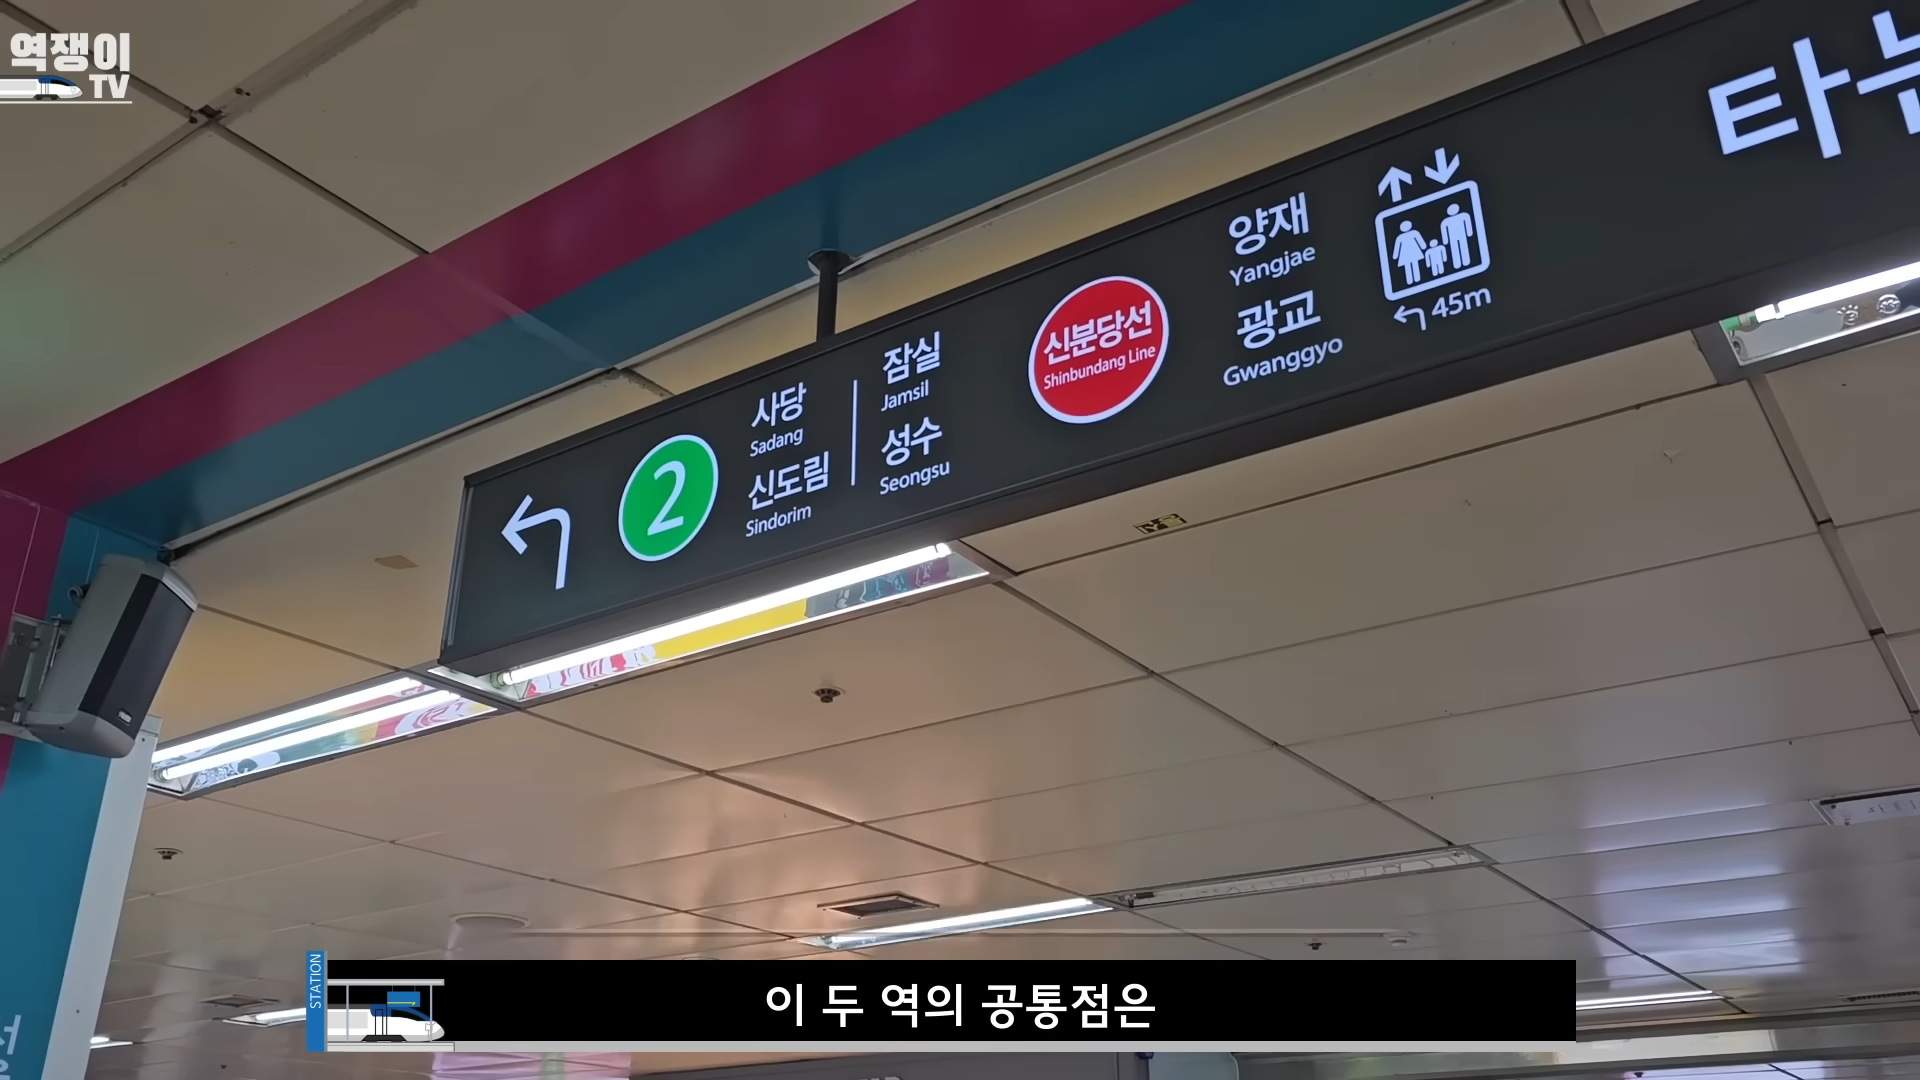 역쟁이
TV
타는
양재
Yangjae
광교
Gwanggyo
45m
신분당선
Shinbundang Line
잠실
Jamsil
성수
Seongsu
2
사당
Sadang
신도림
Sindorim
STATION
이 두 역의 공통점은